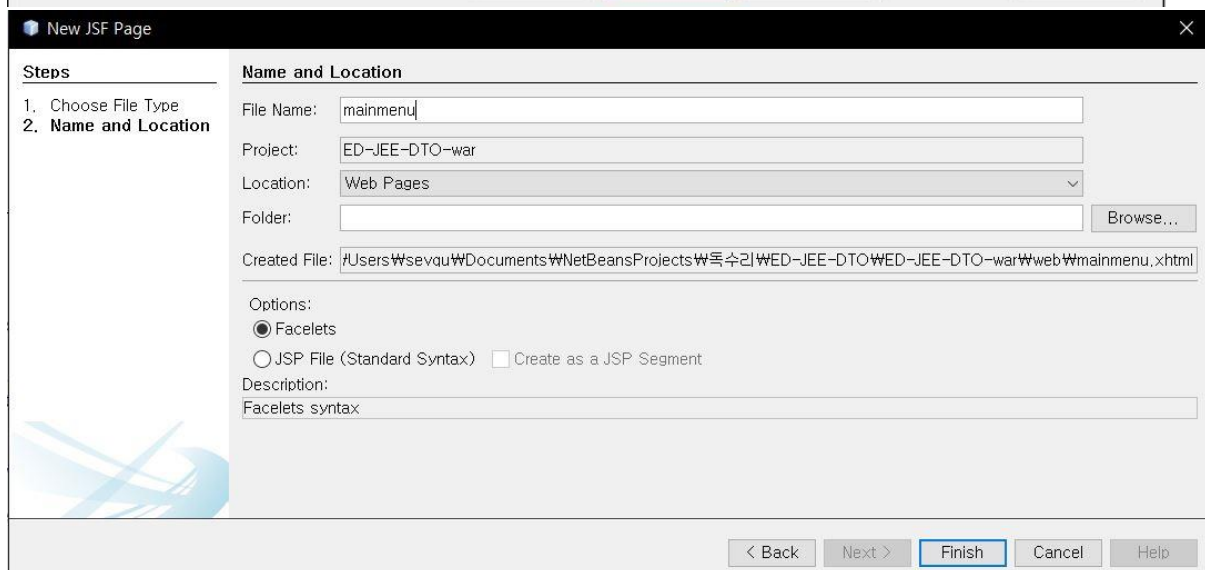 New JSF Page
Steps
1. Choose File Type
2. Name and Location
Name and Location
File Name: mainmenu
Project: ED-JEE-DTO-war
Location: Web Pages
Folder: Browse...
Created File: /Users₩sevqu₩Documents₩NetBeansProjects₩독수리₩ED-JEE-DTO₩ED-JEE-DTO-war₩web₩mainmenu.xhtml
Options:
Facelets
JSP File (Standard Syntax) Create as a JSP Segment
Description:
Facelets syntax
< Back Next > Finish Cancel Help